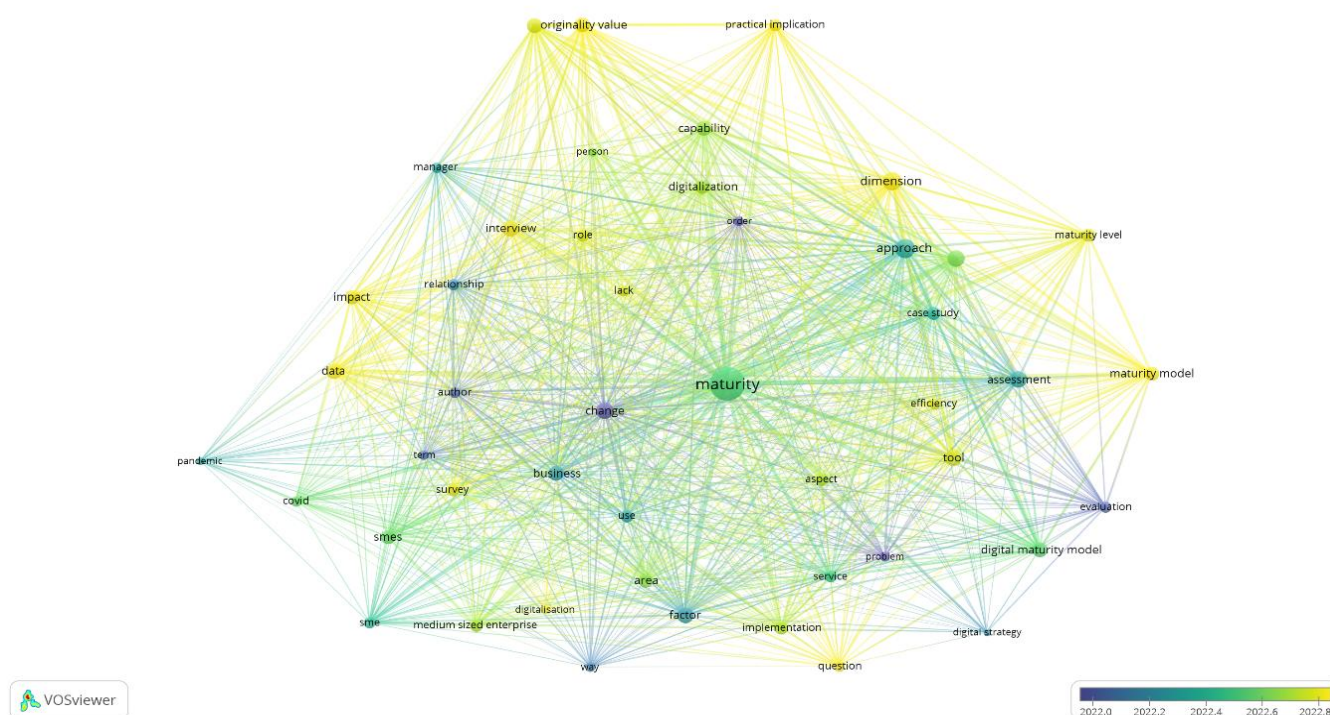 originality value
practical implication
capability
person
manager
digitalization
dimension
order
interview
role
maturity level
approach
relationship
lack
impact
case study
data
maturity model
assessment
maturity
author
efficiency
change
term
tool
pandemic
business
aspect
survey
covid
evaluation
use
smes
digital maturity model
problem
service
area
digitalisation
factor
sme
medium sized enterprise
implementation
digital strategy
way
question
VOSviewer
2022.0 2022.2 2022.4 2022.6 2022.8